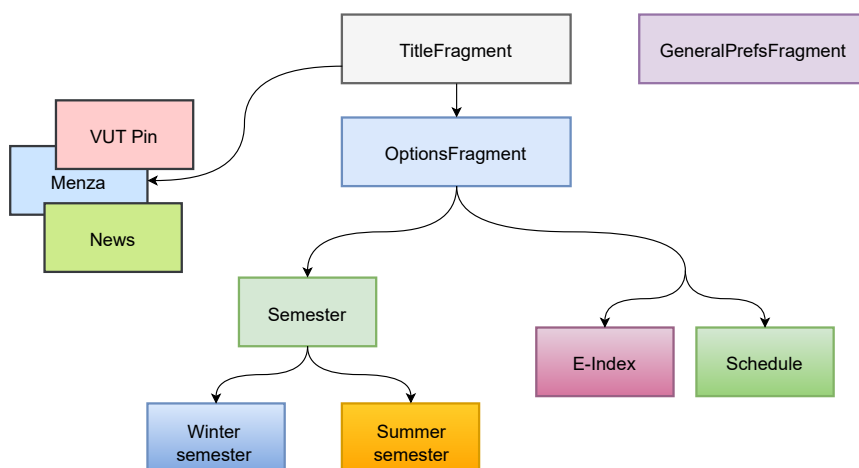 TitleFragment
GeneralPrefsFragment
VUT Pin
OptionsFragment
Menza
News
Semester
E-Index
Schedule
Winter
semester
Summer
semester